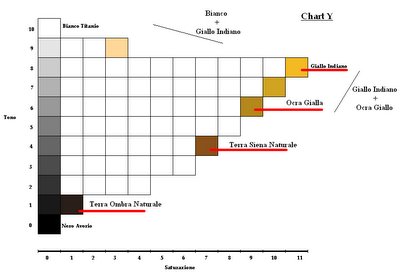 Bianco
+
Giallo Indiano
Chart Y
Bianco Titanio
10
9
8
7
6
5
4
3
2
1
0
Tono
Giallo Indiano
Giallo Indiano
+
Ocra Giallo
Ocra Gialla
Terra Siena Naturale
Terra Ombra Naturale
Nero Avorio
0 1 2 3 4 5 6 7 8 9 10 11
Saturazione